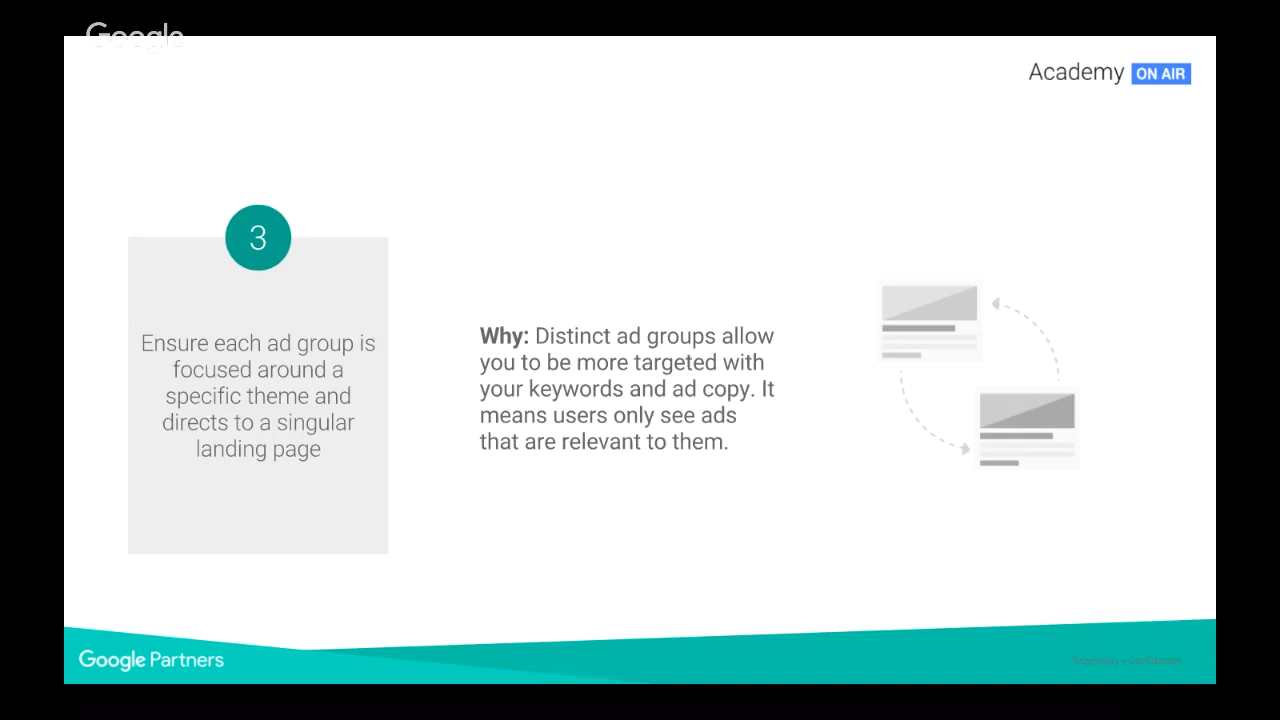 Google
Academy ON AIR
3
Ensure each ad group is
focused around a
specific theme and
directs to a singular
landing page
Why: Distinct ad groups allow
you to be more targeted with
your keywords and ad copy. It
means users only see ads
that are relevant to them.
Google Partners
Proprietary + Confidential